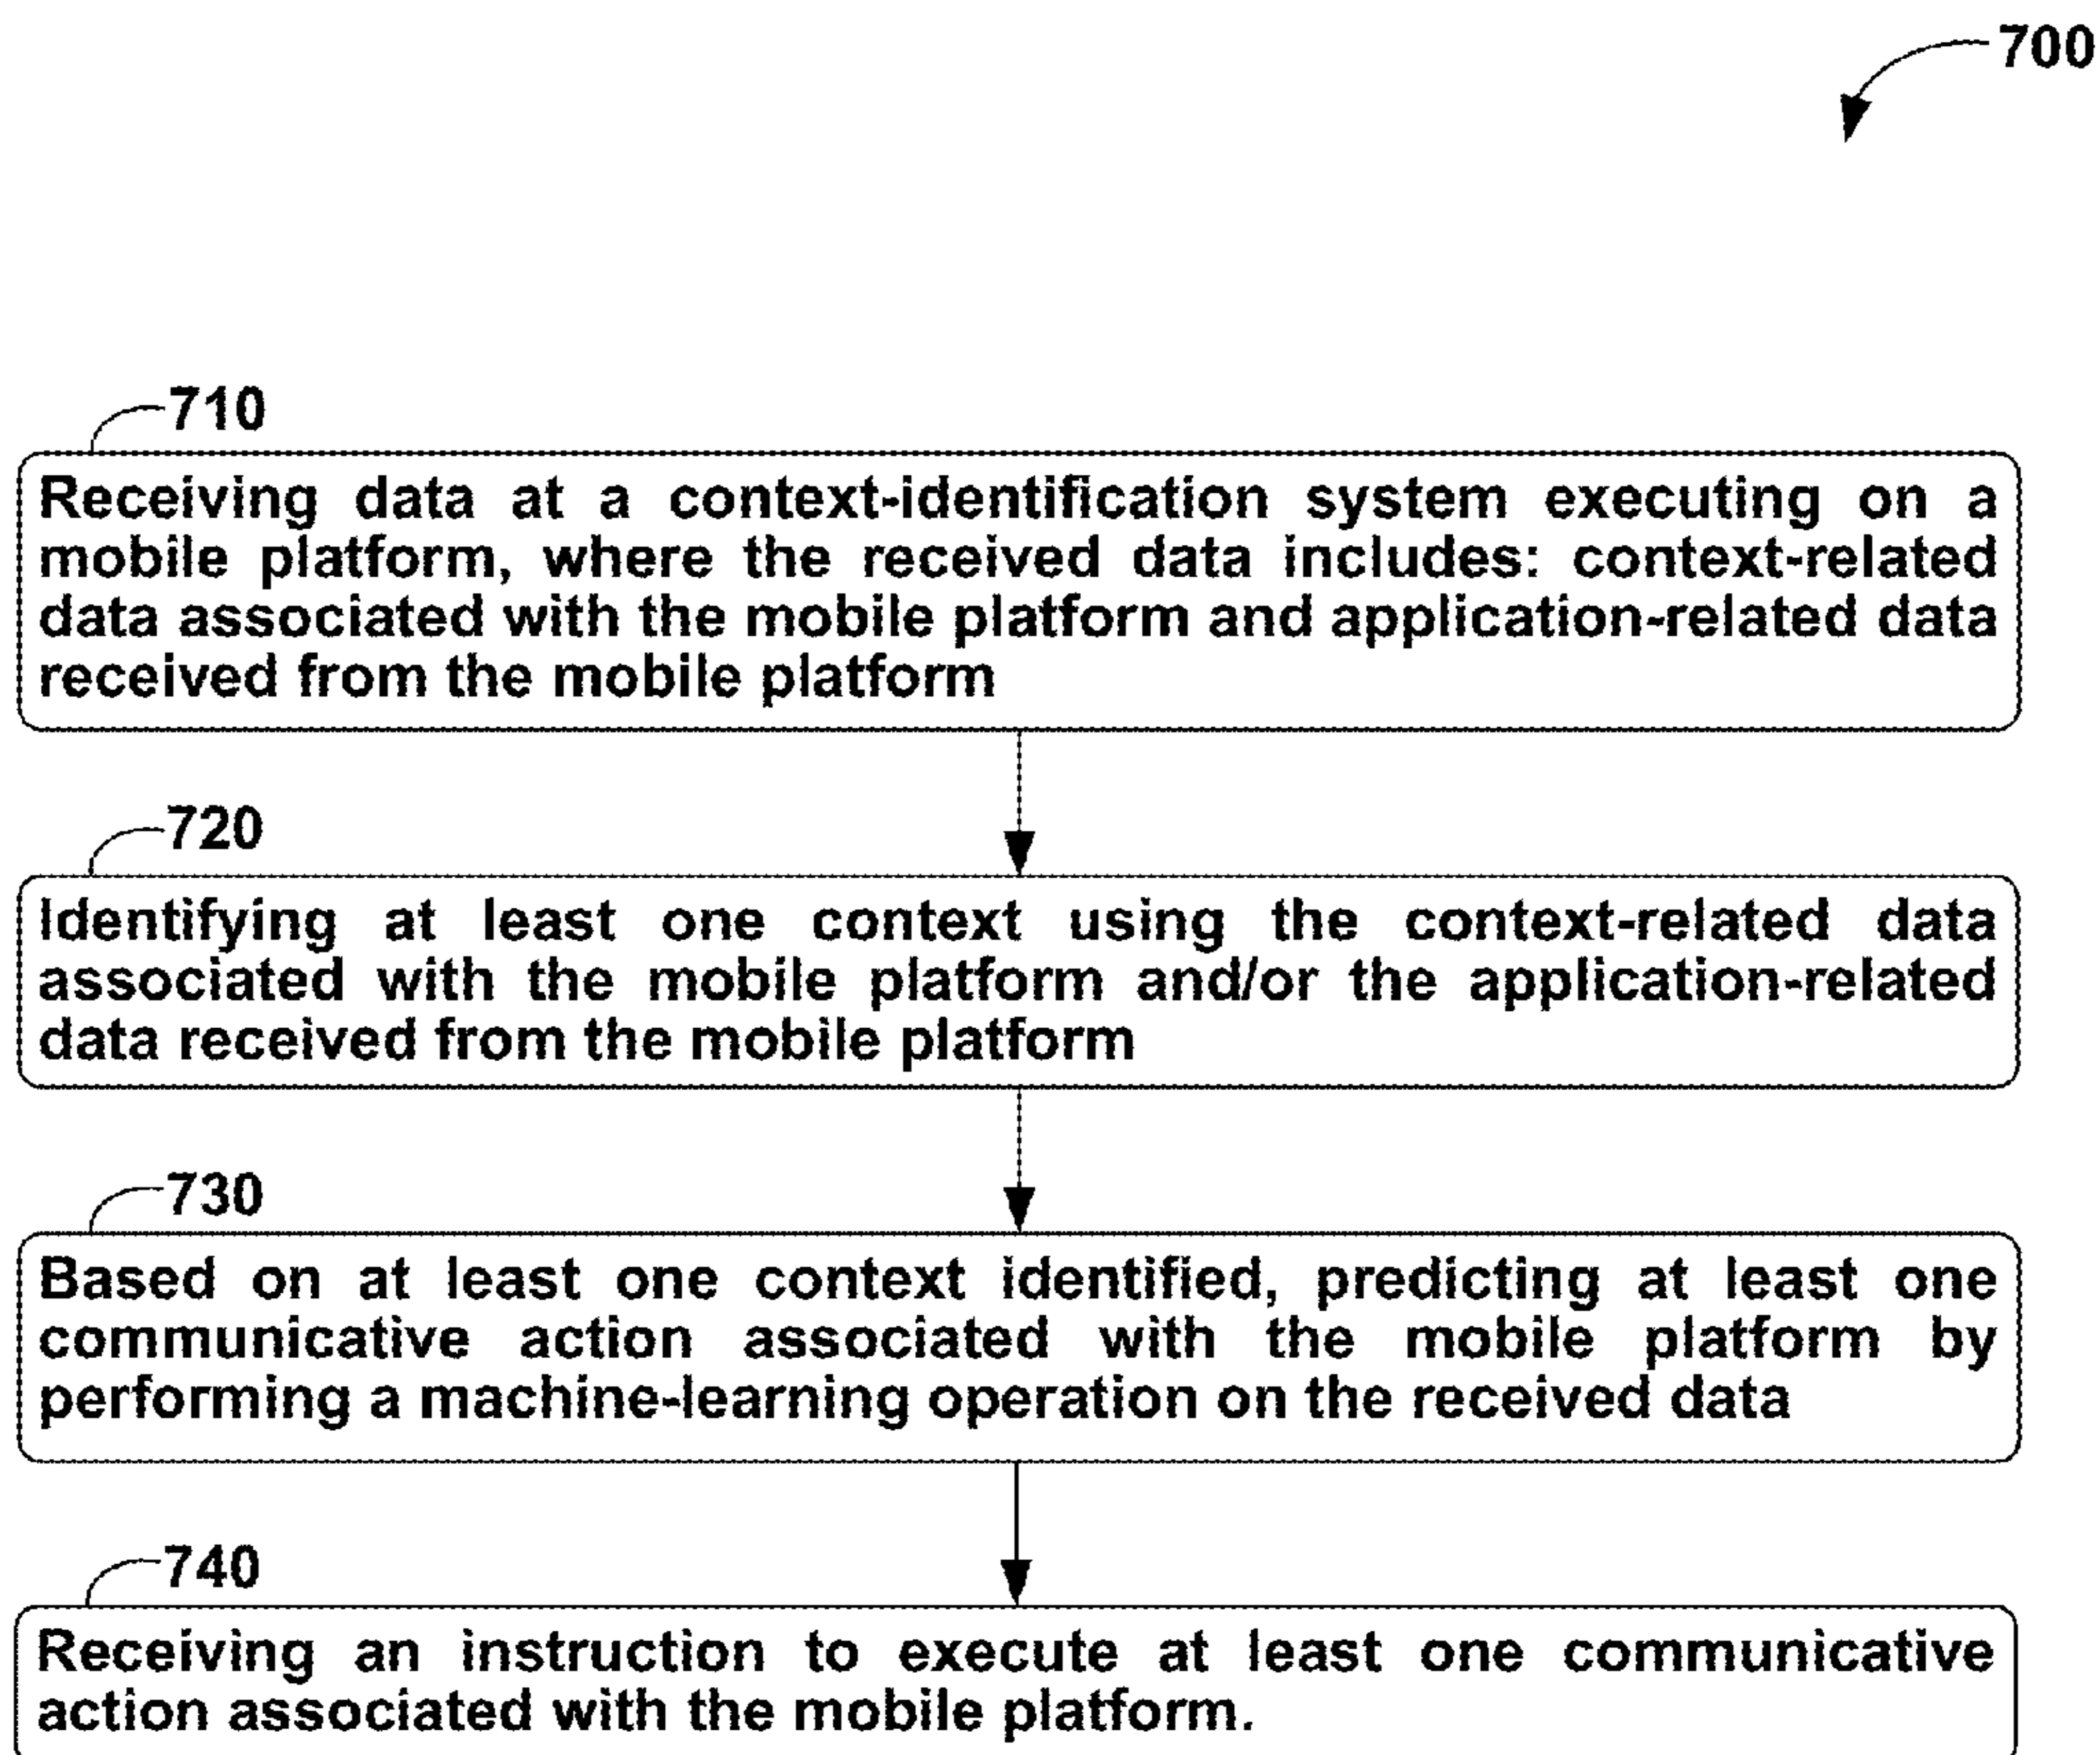 700
710
Receiving data at a context-identification system executing on a
mobile platform, where the received data includes: context-related
data associated with the mobile platform and application-related data
received from the mobile platform
720
Identifying at least one context using the context-related data
associated with the mobile platform and/or the application-related
data received from the mobile platform
730
Based on at least one context identified, predicting at least one
communicative action associated with the mobile platform by
performing a machine-learning operation on the received data
740
Receiving an instruction to execute at least one communicative
action associated with the mobile platform.